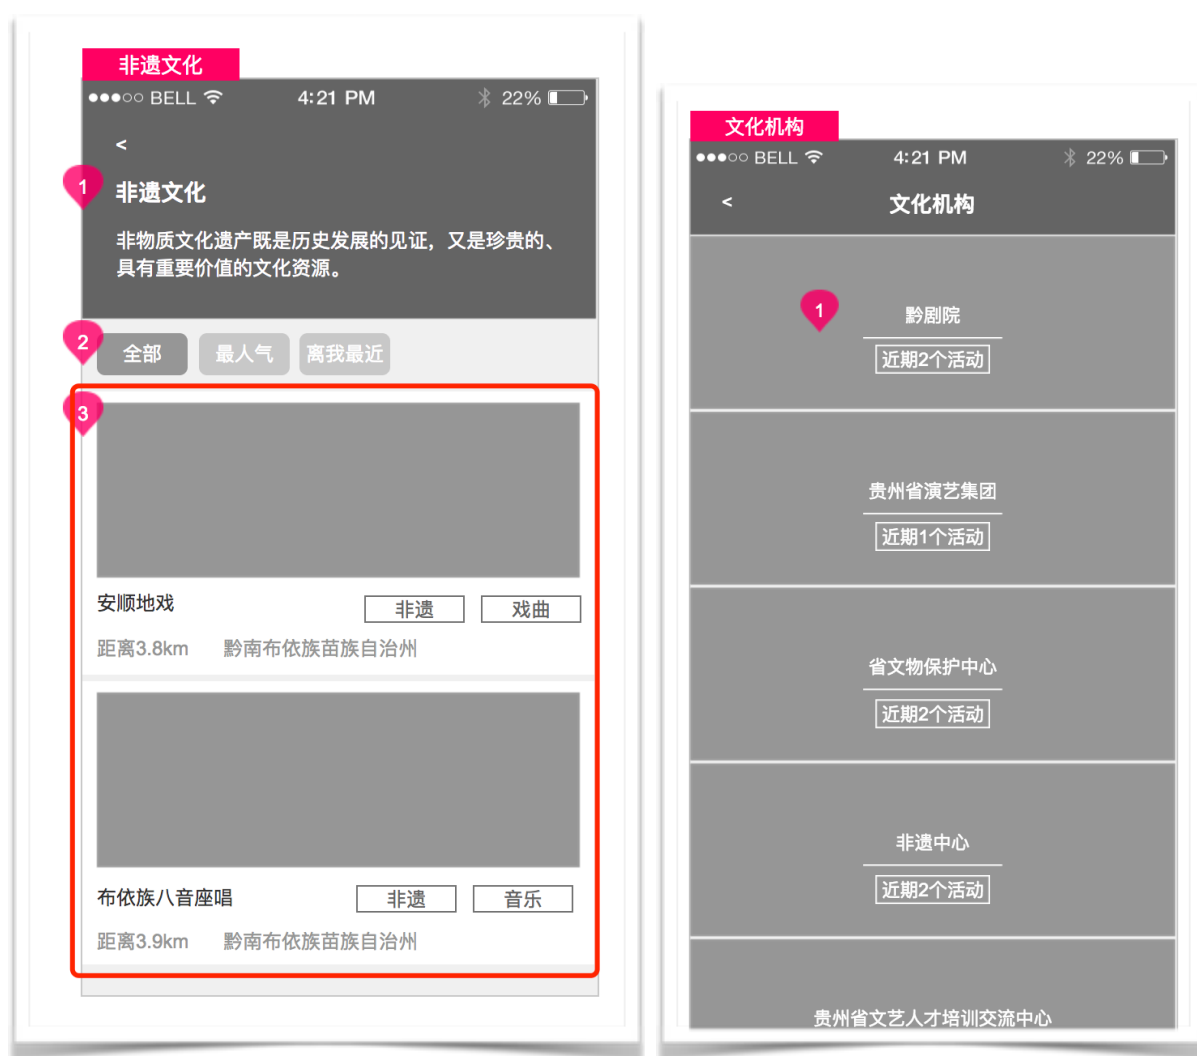 非遗文化
●●●○○ BELL 4:21 PM 22%
<
1
非遗文化
非物质文化遗产既是历史发展的见证，又是珍贵的、
具有重要价值的文化资源。
2
全部 最人气 离我最近
3
安顺地戏 非遗 戏曲
距离3.8km 黔南布依族苗族自治州
布依族八音座唱 非遗 音乐
距离3.9km 黔南布依族苗族自治州
文化机构
●●●○○ BELL 4:21 PM 22%
< 文化机构
1
黔剧院
近期2个活动
贵州省演艺集团
近期1个活动
省文物保护中心
近期2个活动
非遗中心
近期2个活动
贵州省文艺人才培训交流中心